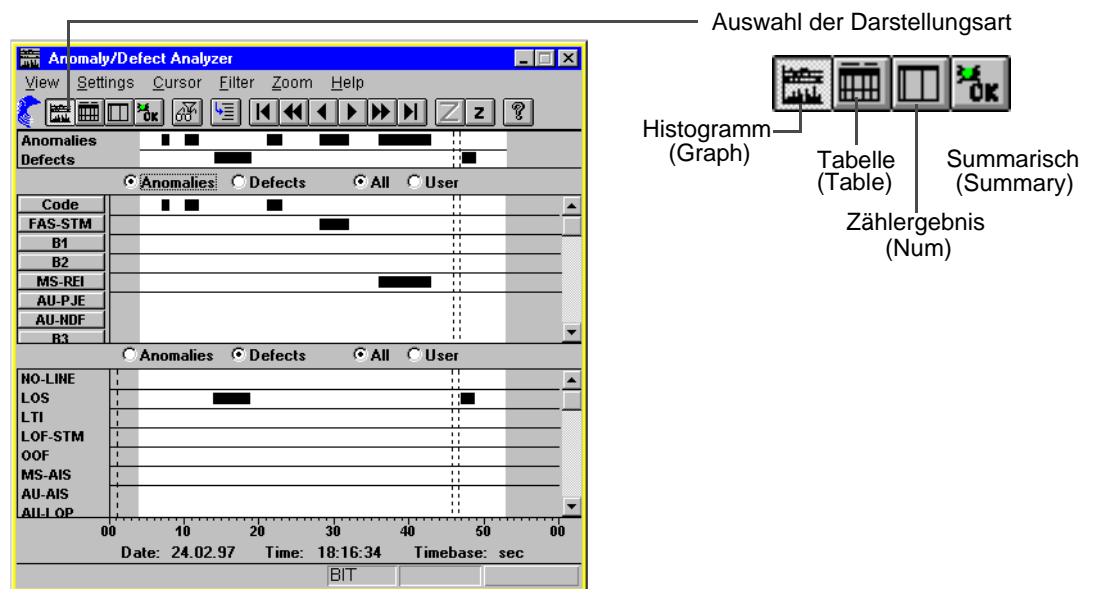 Auswahl der Darstellungsart
Anomaly/Defect Analyzer
View Settings Cursor Filter Zoom Help
OK Z z ?
Anomalies
Defects
Anomalies Defects All User
Code
FAS-STM
B1
B2
MS-REI
AU-PJE
AU-NDF
B3
Anomalies Defects All User
NO-LINE
LOS
LTI
LOF-STM
OOF
MS-AIS
AU-AIS
AU-LOP
00 10 20 30 40 50 00
Date: 24.02.97 Time: 18:16:34 Timebase: sec
BIT
OK
Histogramm
(Graph)
Tabelle
(Table)
Summarisch
(Summary)
Zählergebnis
(Num)